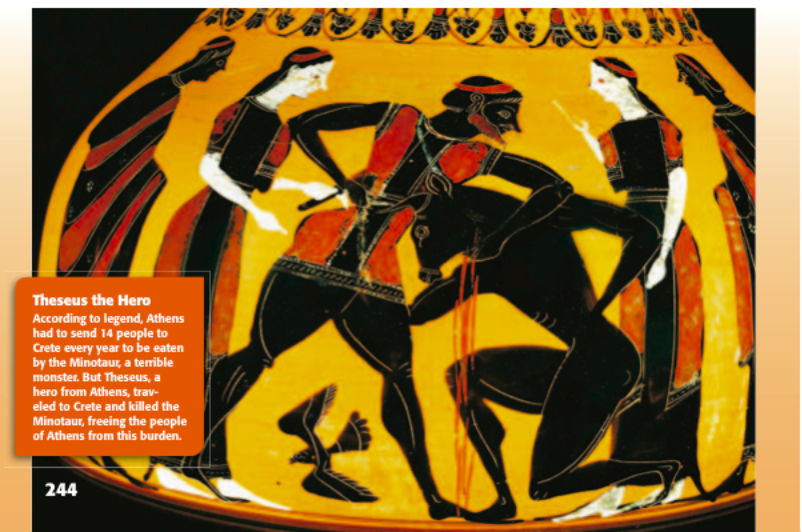 Theseus the Hero
According to legend, Athens
had to send 14 people to
Crete every year to be eaten
by the Minotaur, a terrible
monster. But Theseus, a
hero from Athens, trav-
eled to Crete and killed the
Minotaur, freeing the people
of Athens from this burden.
244